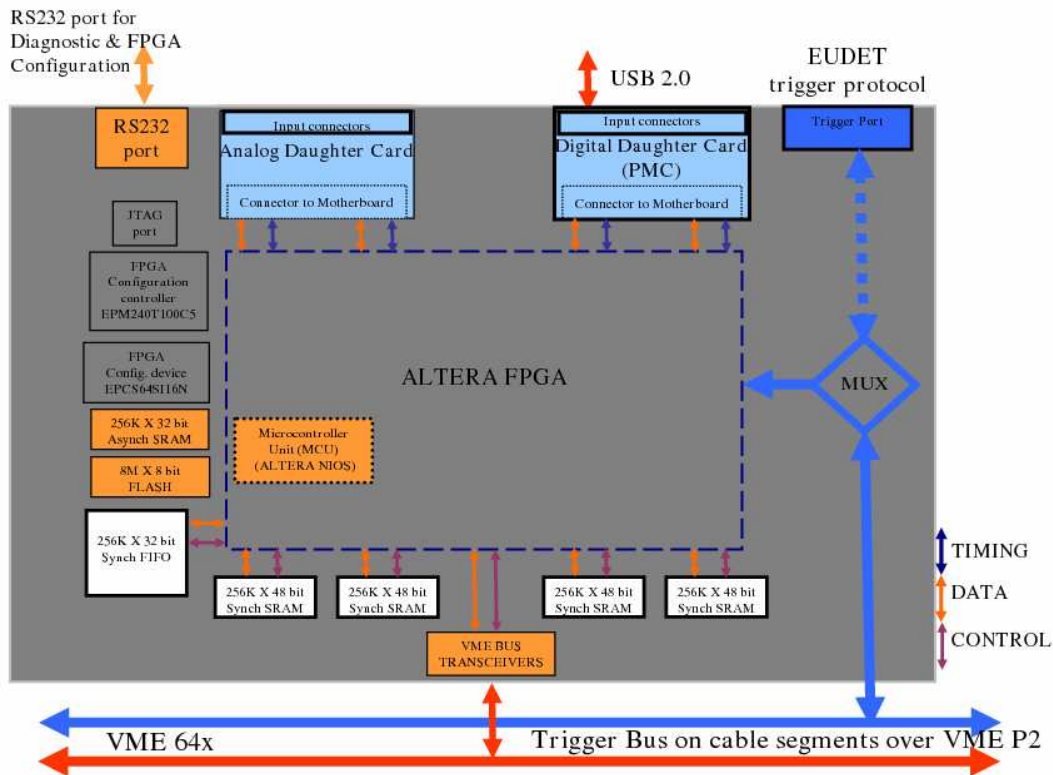 RS232 port for
Diagnostic & FPGA
Configuration
USB 2.0
EUDET
trigger protocol
RS232
port
Input connectors
Analog Daughter Card
Connector to Motherboard
Input connectors
Digital Daughter Card
(PMC)
Connector to Motherboard
Trigger Port
JTAG
port
FPGA
Configuration
controller
EPM240T100C5
FPGA
Config. device
EPCS64SI16N
256K X 32 bit
Asynch SRAM
8M X 8 bit
FLASH
256K X 32 bit
Synch FIFO
ALTERA FPGA
Microcontroller
Unit (MCU)
(ALTERA NIOS)
MUX
256K X 48 bit
Synch SRAM
256K X 48 bit
Synch SRAM
256K X 48 bit
Synch SRAM
256K X 48 bit
Synch SRAM
VME BUS
TRANSCEIVERS
TIMING
DATA
CONTROL
VME 64x
Trigger Bus on cable segments over VME P2